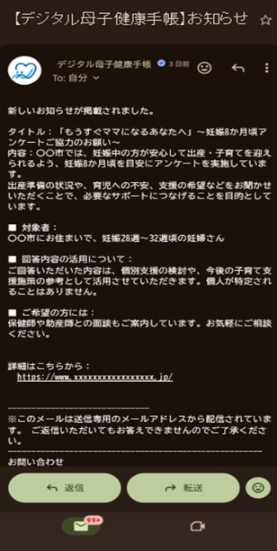 【デジタル母子健康手帳】お知らせ
デジタル母子健康手帳 3日前
To: 自分
新しいお知らせが掲載されました。
タイトル：「もうすぐママになるあなたへ」～妊娠8か月頃ア
ンケートご協力のお願い～
内容：〇〇市では、妊娠中の方が安心して出産・子育てを迎え
られるよう、妊娠8か月頃を目安にアンケートを実施していま
す。
出産準備の状況や、育児への不安、支援の希望などをお聞かせ
いただくことで、必要なサポートにつなげることを目的として
います。
■ 対象者：
〇〇市にお住まいで、妊娠28週～32週頃の妊婦さん
■ 回答内容の活用について：
ご回答いただいた内容は、個別支援の検討や、今後の子育て支
援施策の参考として活用させていただきます。個人が特定され
ることはありません。
■ ご希望の方には：
保健師や助産師との面談もご案内しています。お気軽にご相談
ください。
詳細はこちらから：
https://www.xxxxxxxxxxxxxxxxx.jp/
------------------------------
※このメールは送信専用のメールアドレスから配信されていま
す。 ご返信いただいてもお答えできませんのでご了承くださ
い。
------------------------------
お問い合わせ
返信 転送
99+